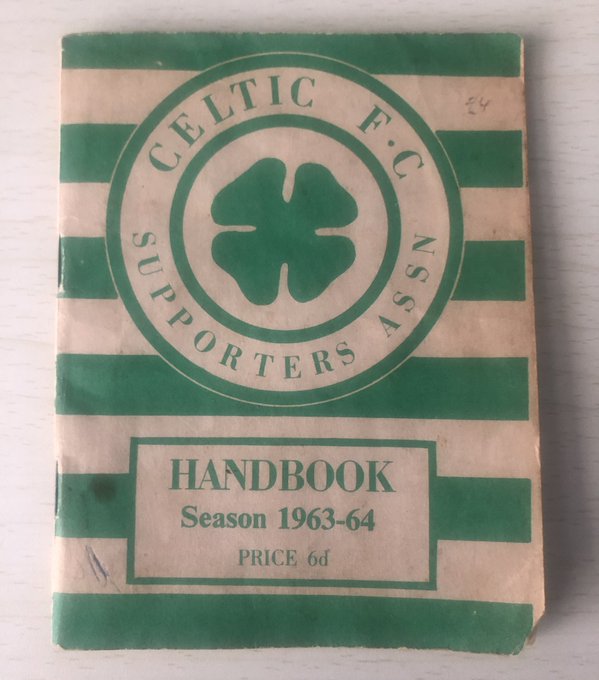 CELTIC F.C
SUPPORTERS ASSN
HANDBOOK
Season 1963-64
PRICE 6d